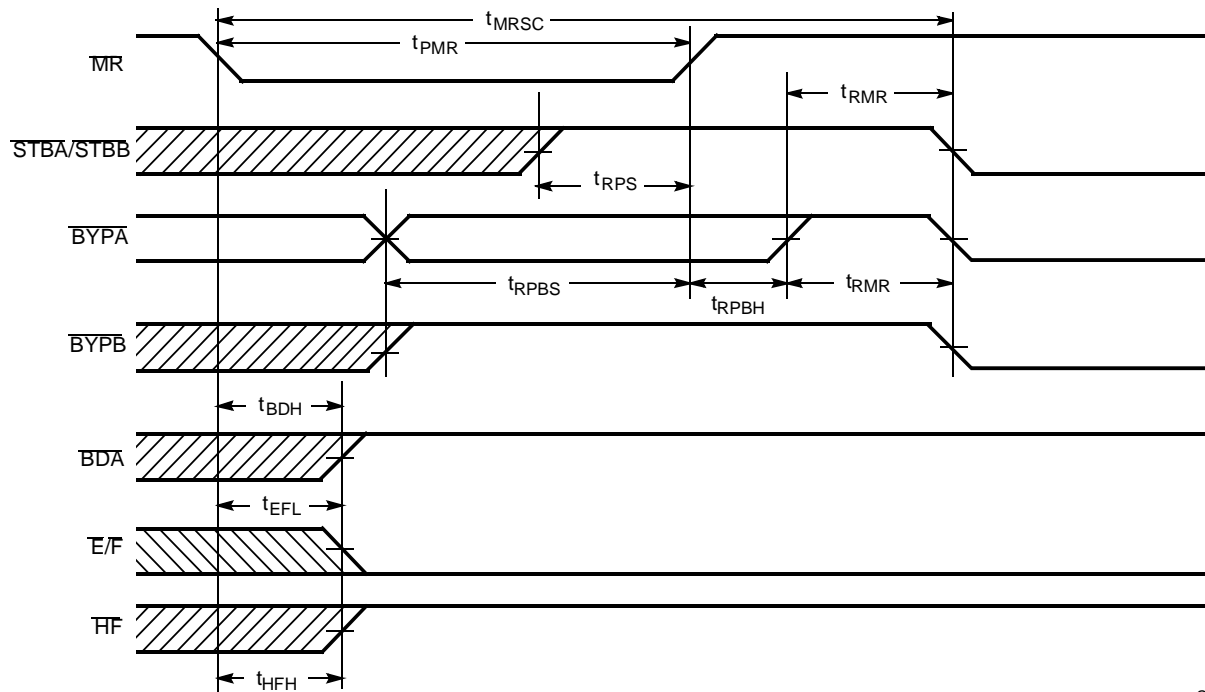 tMRSC
tPMR
MR
tRMR
STBA/STBB
tRPS
BYPA
tRPBS
tRPBH
tRMR
BYPB
tBDH
BDA
tEFL
E/F
HF
tHFH